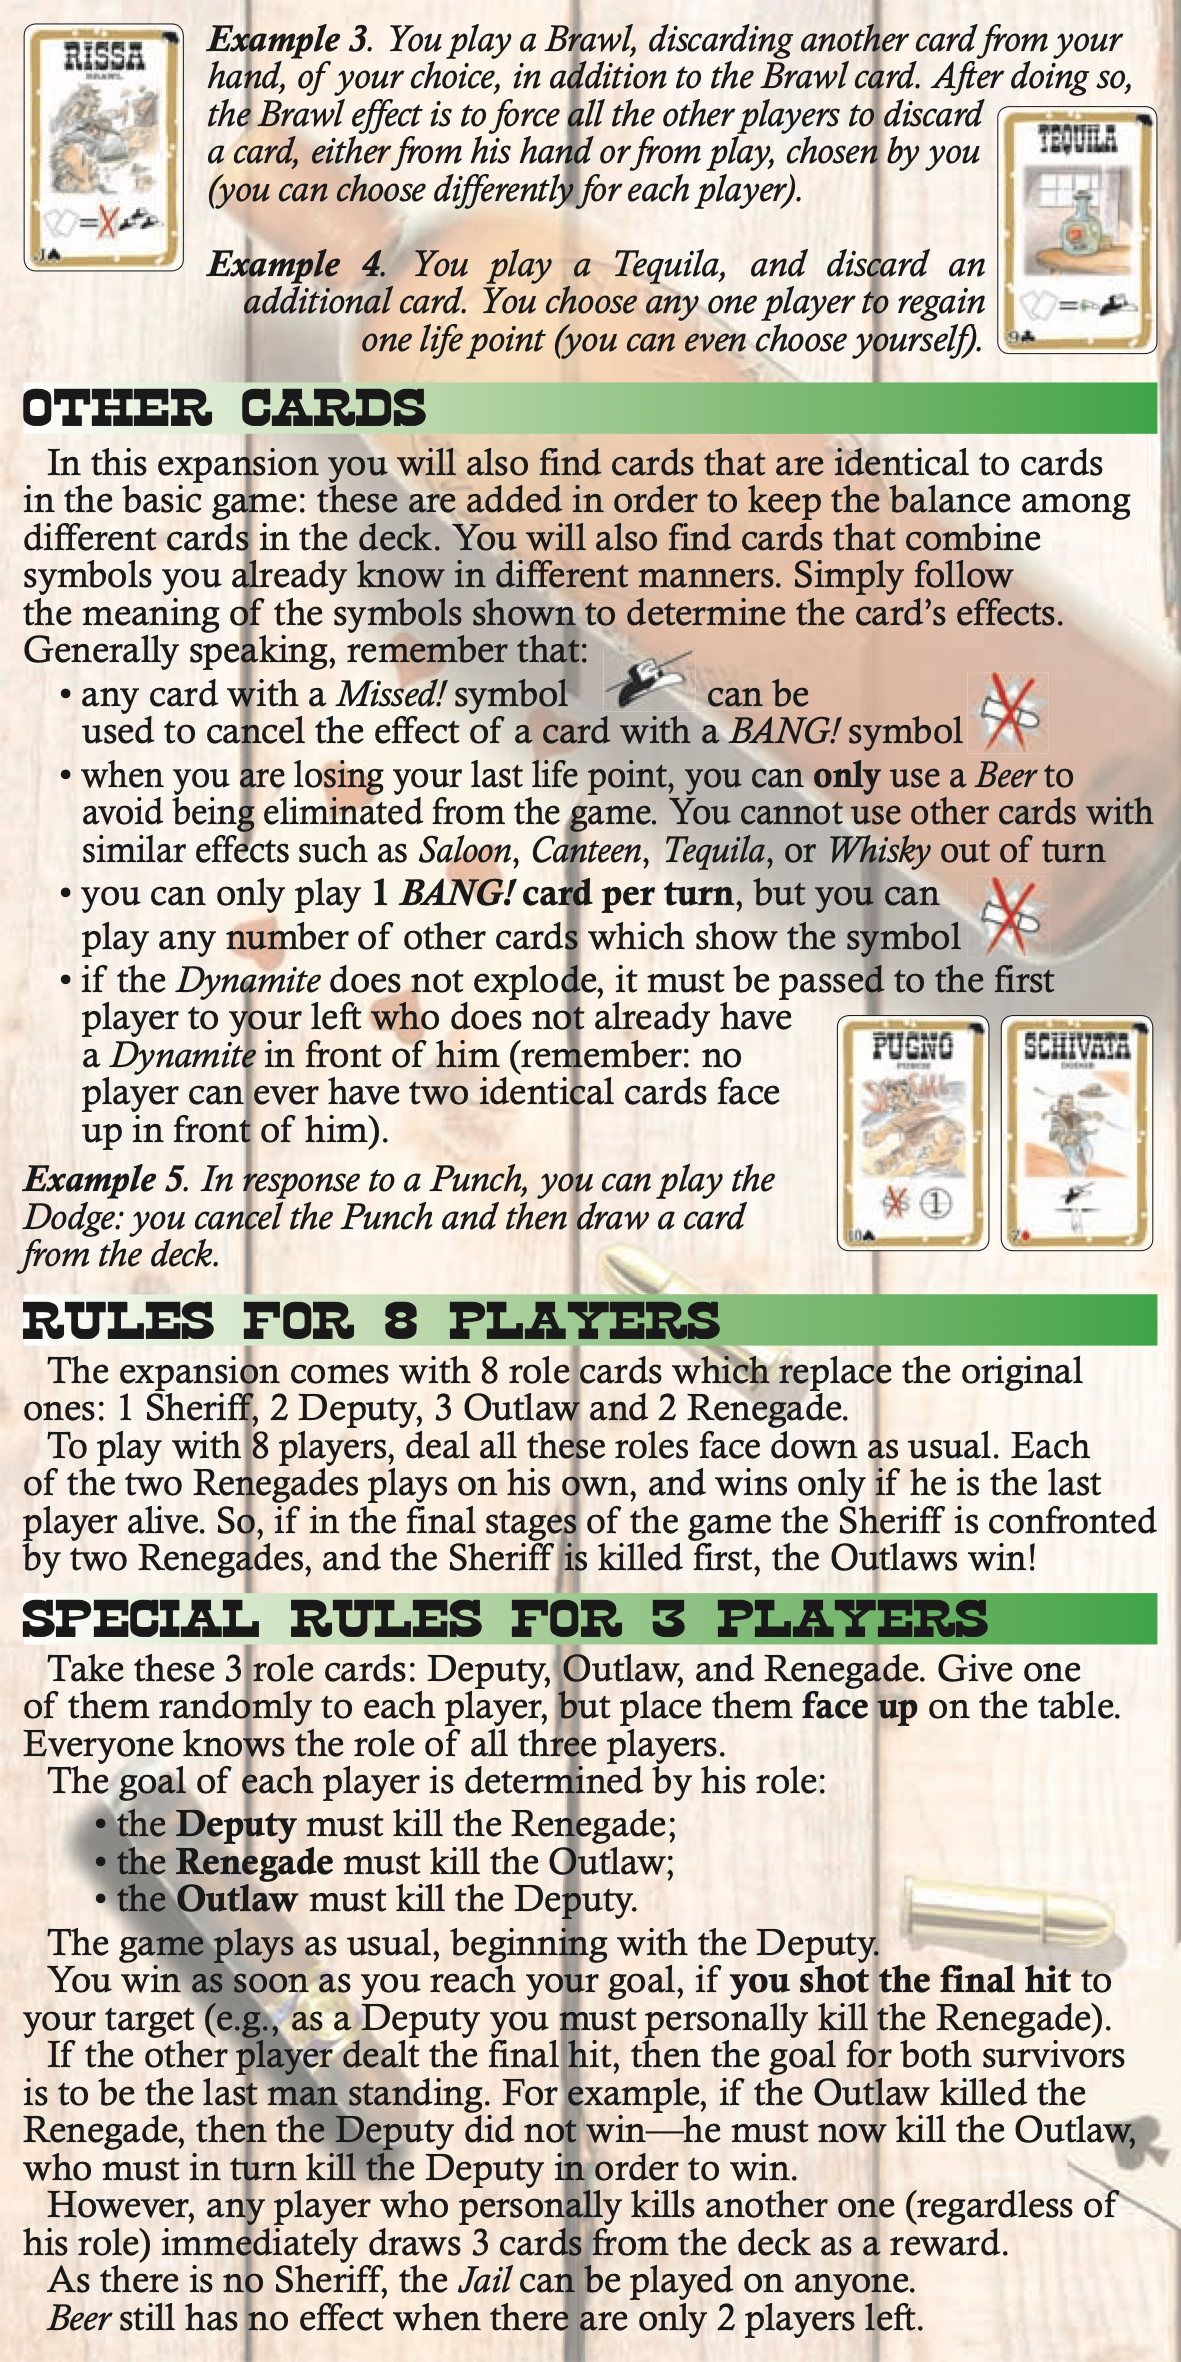 RISSA
BRAWL
Example 3. You play a Brawl, discarding another card from your
hand, of your choice, in addition to the Brawl card. After doing so,
the Brawl effect is to force all the other players to discard
a card, either from his hand or from play, chosen by you
(you can choose differently for each player).
=
1♠
TEQUILA
Example 4. You play a Tequila, and discard an
additional card. You choose any one player to regain
one life point (you can even choose yourself).
=
9♣
OTHER CARDS
In this expansion you will also find cards that are identical to cards
in the basic game: these are added in order to keep the balance among
different cards in the deck. You will also find cards that combine
symbols you already know in different manners. Simply follow
the meaning of the symbols shown to determine the card's effects.
Generally speaking, remember that:
• any card with a Missed! symbol can be
used to cancel the effect of a card with a BANG! symbol
• when you are losing your last life point, you can only use a Beer to
avoid being eliminated from the game. You cannot use other cards with
similar effects such as Saloon, Canteen, Tequila, or Whisky out of turn
• you can only play 1 BANG! card per turn, but you can
play any number of other cards which show the symbol
• if the Dynamite does not explode, it must be passed to the first
player to your left who does not already have
a Dynamite in front of him (remember: no
player can ever have two identical cards face
up in front of him).
Example 5. In response to a Punch, you can play the
Dodge: you cancel the Punch and then draw a card
from the deck.
PUGNO
PUNCH
1
10♠
SCHIVATA
DODGE
7♦
RULES FOR 8 PLAYERS
The expansion comes with 8 role cards which replace the original
ones: 1 Sheriff, 2 Deputy, 3 Outlaw and 2 Renegade.
To play with 8 players, deal all these roles face down as usual. Each
of the two Renegades plays on his own, and wins only if he is the last
player alive. So, if in the final stages of the game the Sheriff is confronted
by two Renegades, and the Sheriff is killed first, the Outlaws win!
SPECIAL RULES FOR 3 PLAYERS
Take these 3 role cards: Deputy, Outlaw, and Renegade. Give one
of them randomly to each player, but place them face up on the table.
Everyone knows the role of all three players.
The goal of each player is determined by his role:
• the Deputy must kill the Renegade;
• the Renegade must kill the Outlaw;
• the Outlaw must kill the Deputy.
The game plays as usual, beginning with the Deputy.
You win as soon as you reach your goal, if you shot the final hit to
your target (e.g., as a Deputy you must personally kill the Renegade).
If the other player dealt the final hit, then the goal for both survivors
is to be the last man standing. For example, if the Outlaw killed the
Renegade, then the Deputy did not win—he must now kill the Outlaw,
who must in turn kill the Deputy in order to win.
However, any player who personally kills another one (regardless of
his role) immediately draws 3 cards from the deck as a reward.
As there is no Sheriff, the Jail can be played on anyone.
Beer still has no effect when there are only 2 players left.